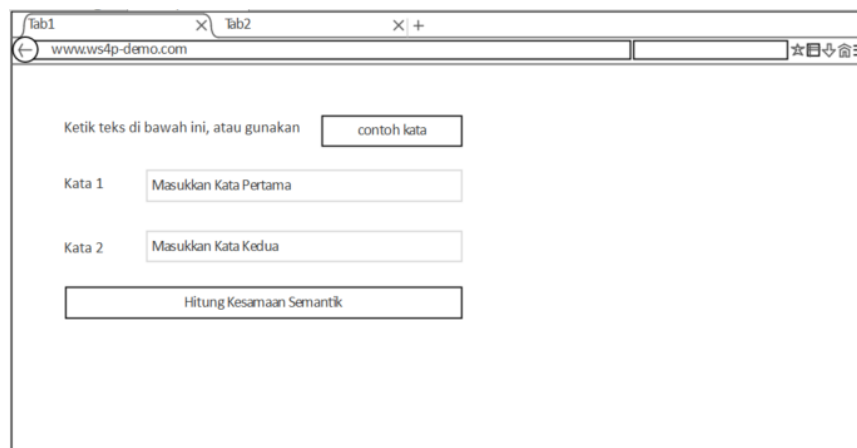 Tab1 Tab2
www.ws4p-demo.com
Ketik teks di bawah ini, atau gunakan contoh kata
Kata 1 Masukkan Kata Pertama
Kata 2 Masukkan Kata Kedua
Hitung Kesamaan Semantik